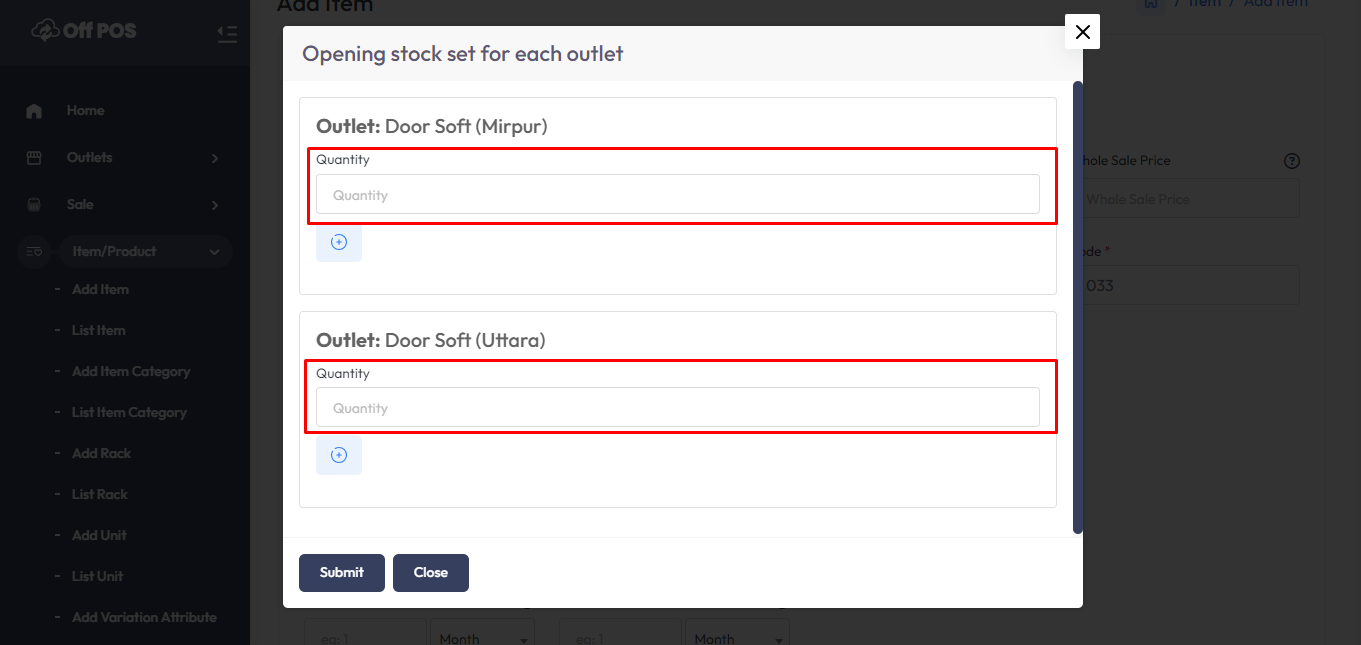 Off POS
Home
Outlets
Sale
Item/Product
- Add Item
- List Item
- Add Item Category
- List Item Category
- Add Rack
- List Rack
- Add Unit
- List Unit
- Add Variation Attribute
Add Item
/ Item / Add Item
Opening stock set for each outlet
Outlet: Door Soft (Mirpur)
Quantity
Quantity
Outlet: Door Soft (Uttara)
Quantity
Quantity
Submit
Close
Sale Price
Whole Sale Price
033
eg: 1
Month
eg: 1
Month